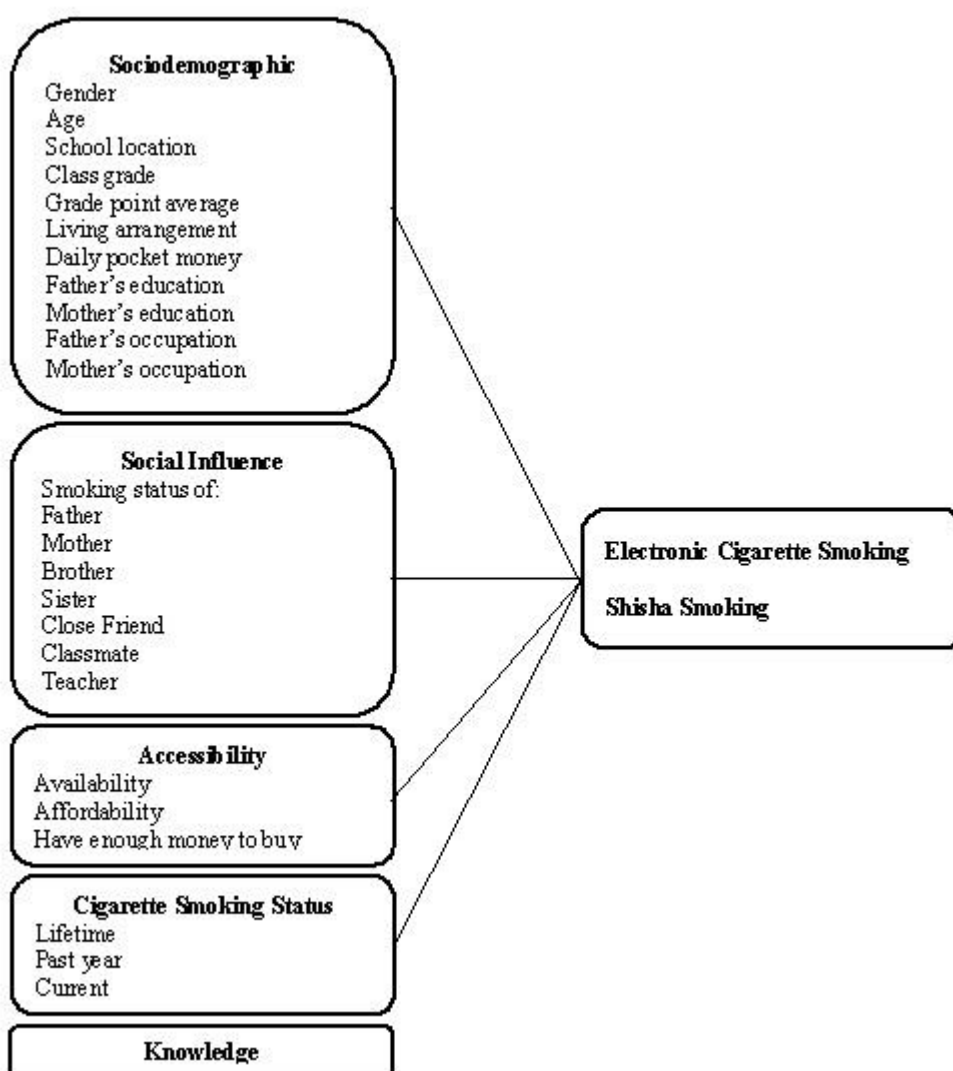 Sociodemographic
Gender
Age
School location
Class grade
Grade point average
Living arrangement
Daily pocket money
Father's education
Mother's education
Father's occupation
Mother's occupation
Social Influence
Smoking status of:
Father
Mother
Brother
Sister
Close Friend
Classmate
Teacher
Accessibility
Availability
Affordability
Have enough money to buy
Cigarette Smoking Status
Lifetime
Past year
Current
Knowledge
Electronic Cigarette Smoking
Shisha Smoking